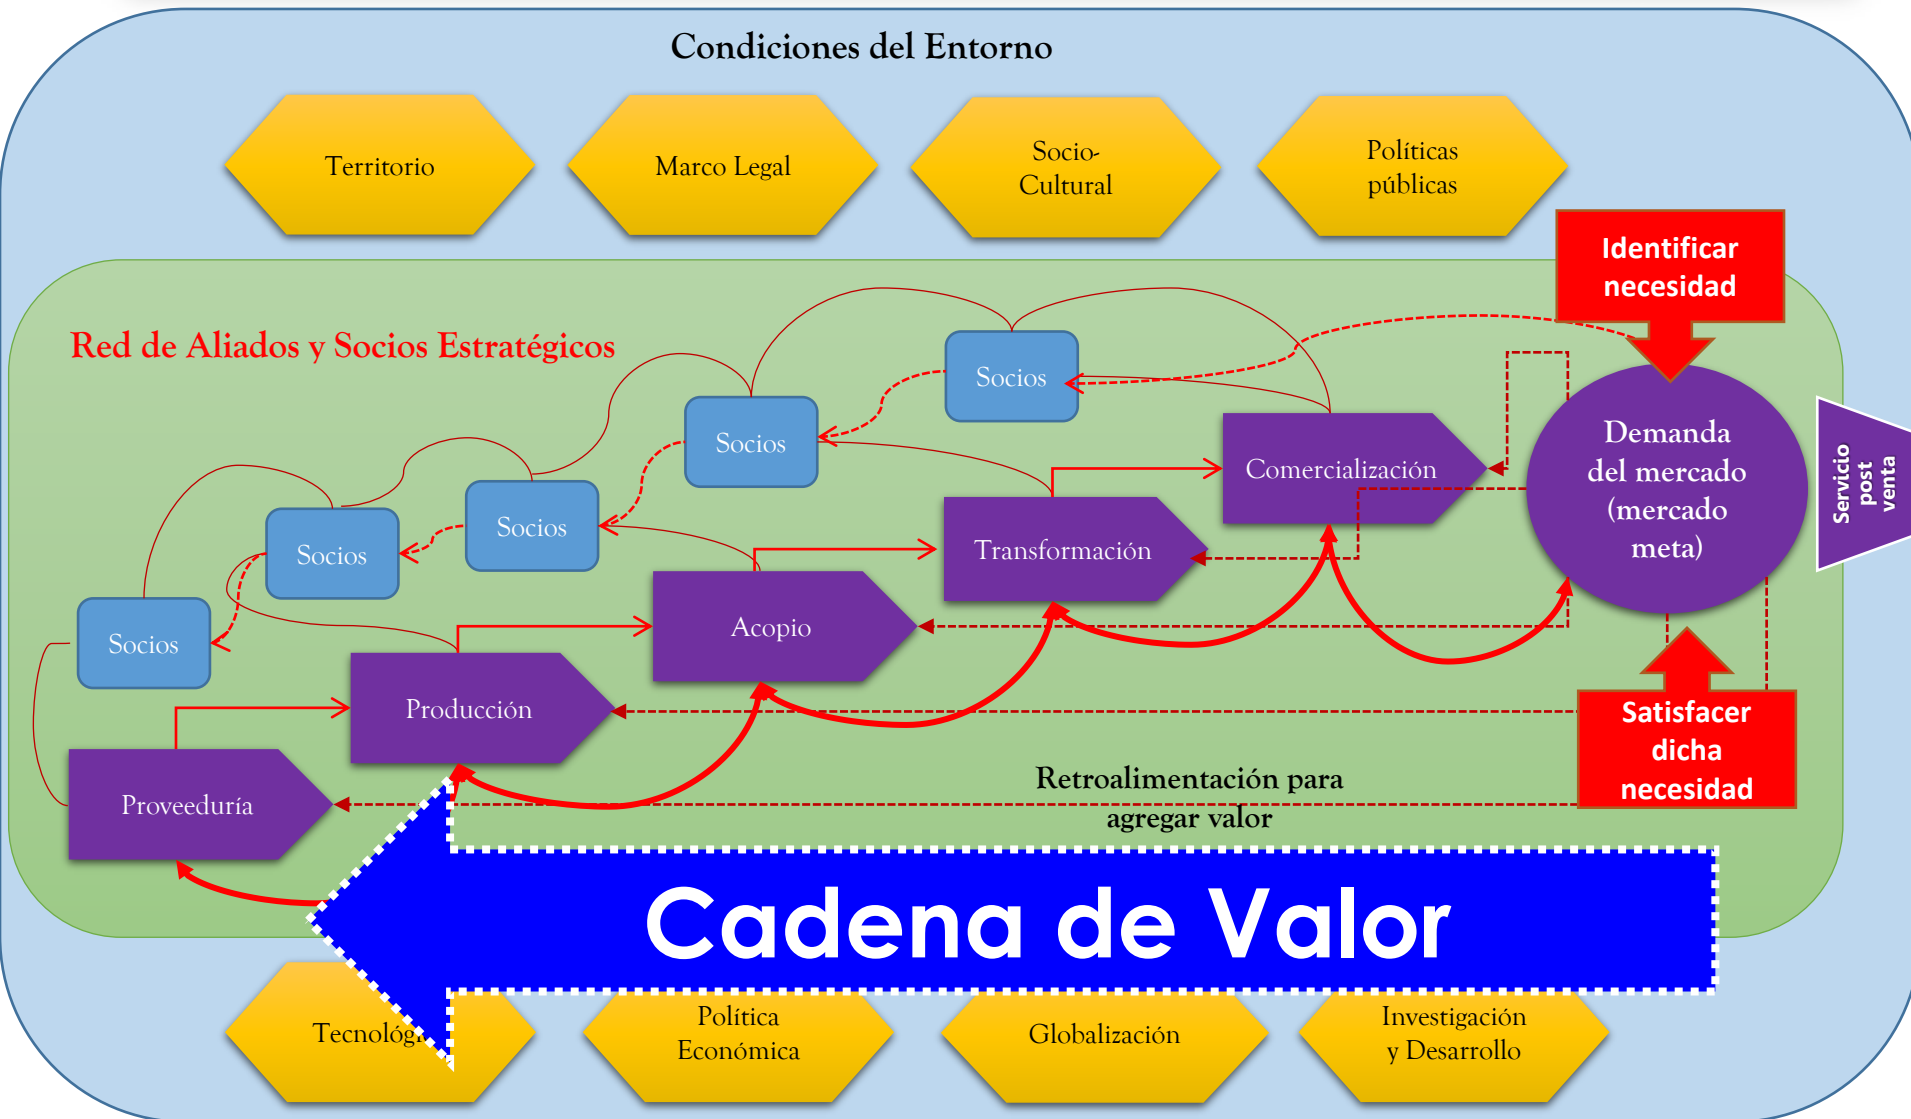 Condiciones del Entorno
Territorio
Marco Legal
Socio-
Cultural
Políticas
públicas
Identificar
necesidad
Red de Aliados y Socios Estratégicos
Socios
Socios
Socios
Socios
Socios
Demanda
del mercado
(mercado
meta)
Servicio
post
venta
Comercialización
Transformación
Acopio
Producción
Proveeduría
Satisfacer
dicha
necesidad
Retroalimentación para
agregar valor
Cadena de Valor
Política
Económica
Globalización
Investigación
y Desarrollo